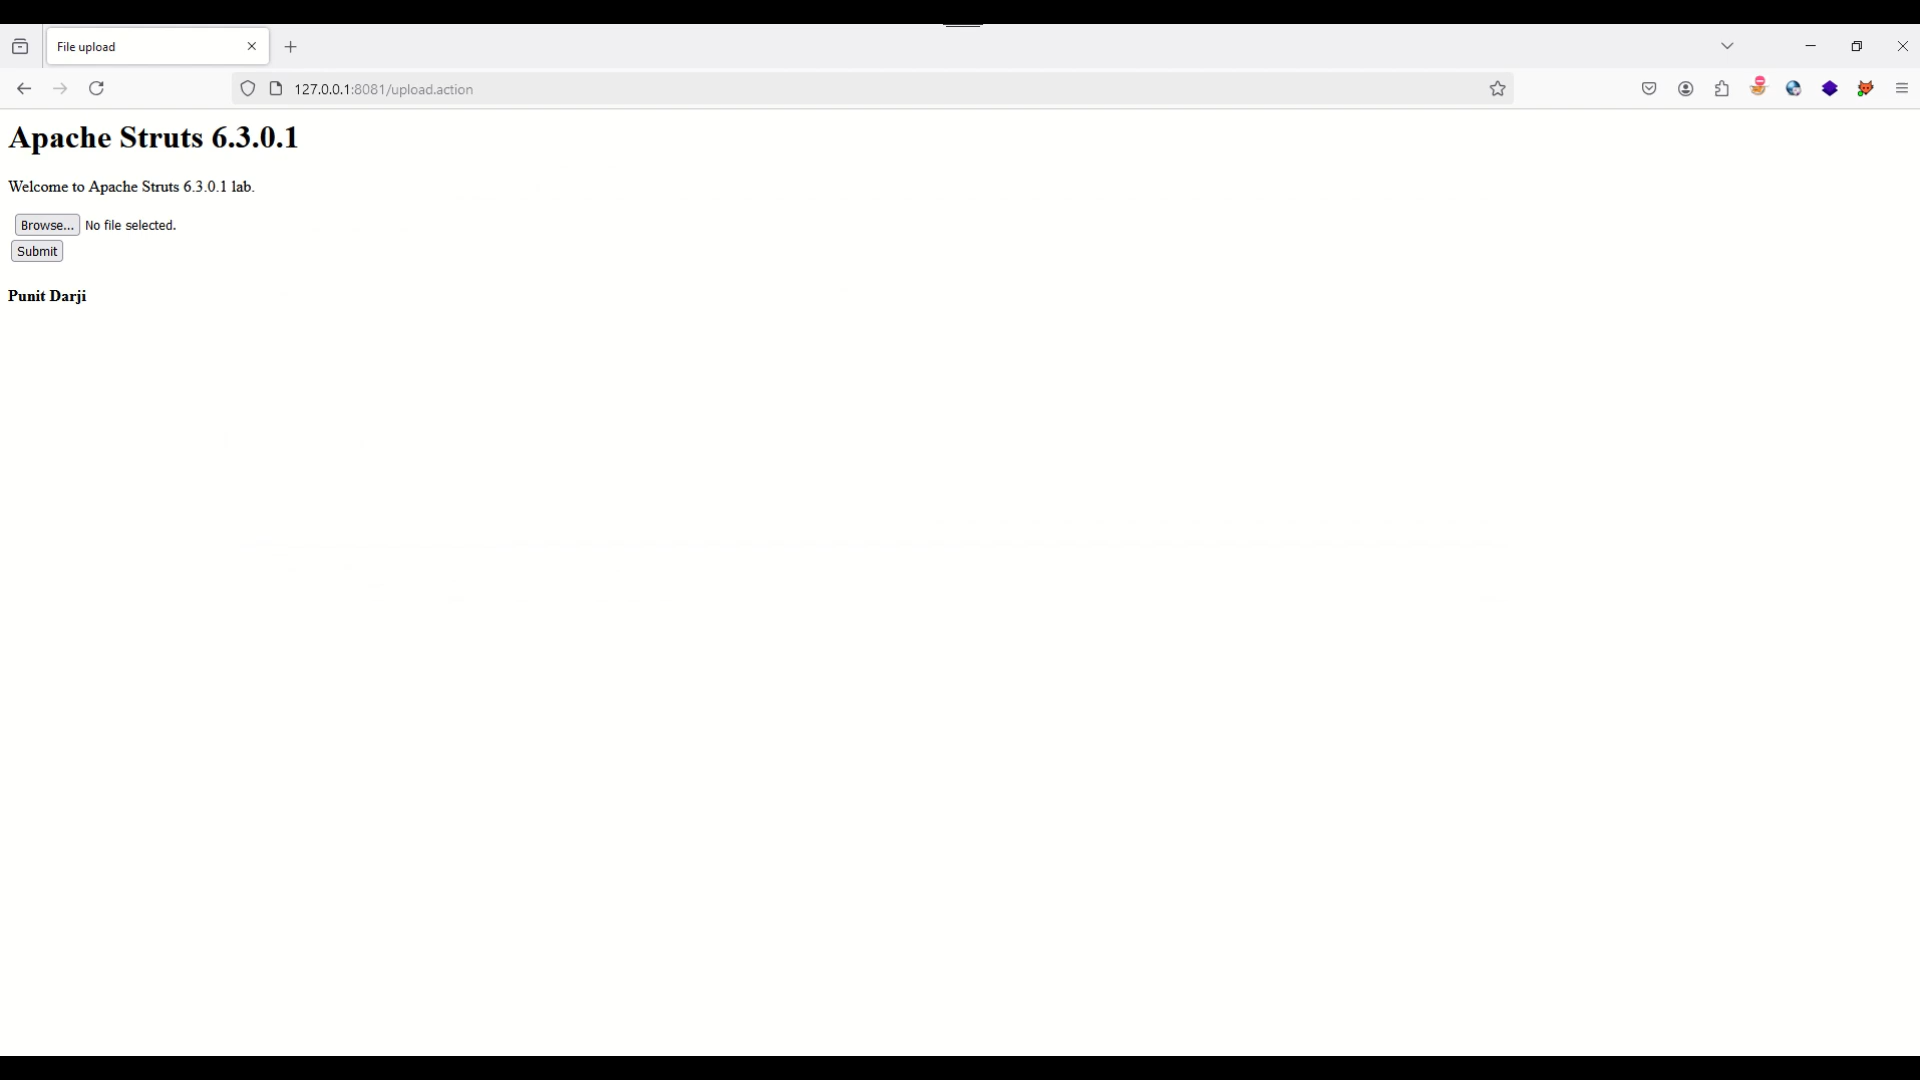 File upload
127.0.0.1:8081/upload.action
Apache Struts 6.3.0.1
Welcome to Apache Struts 6.3.0.1 lab.
Browse... No file selected.
Submit
Punit Darji